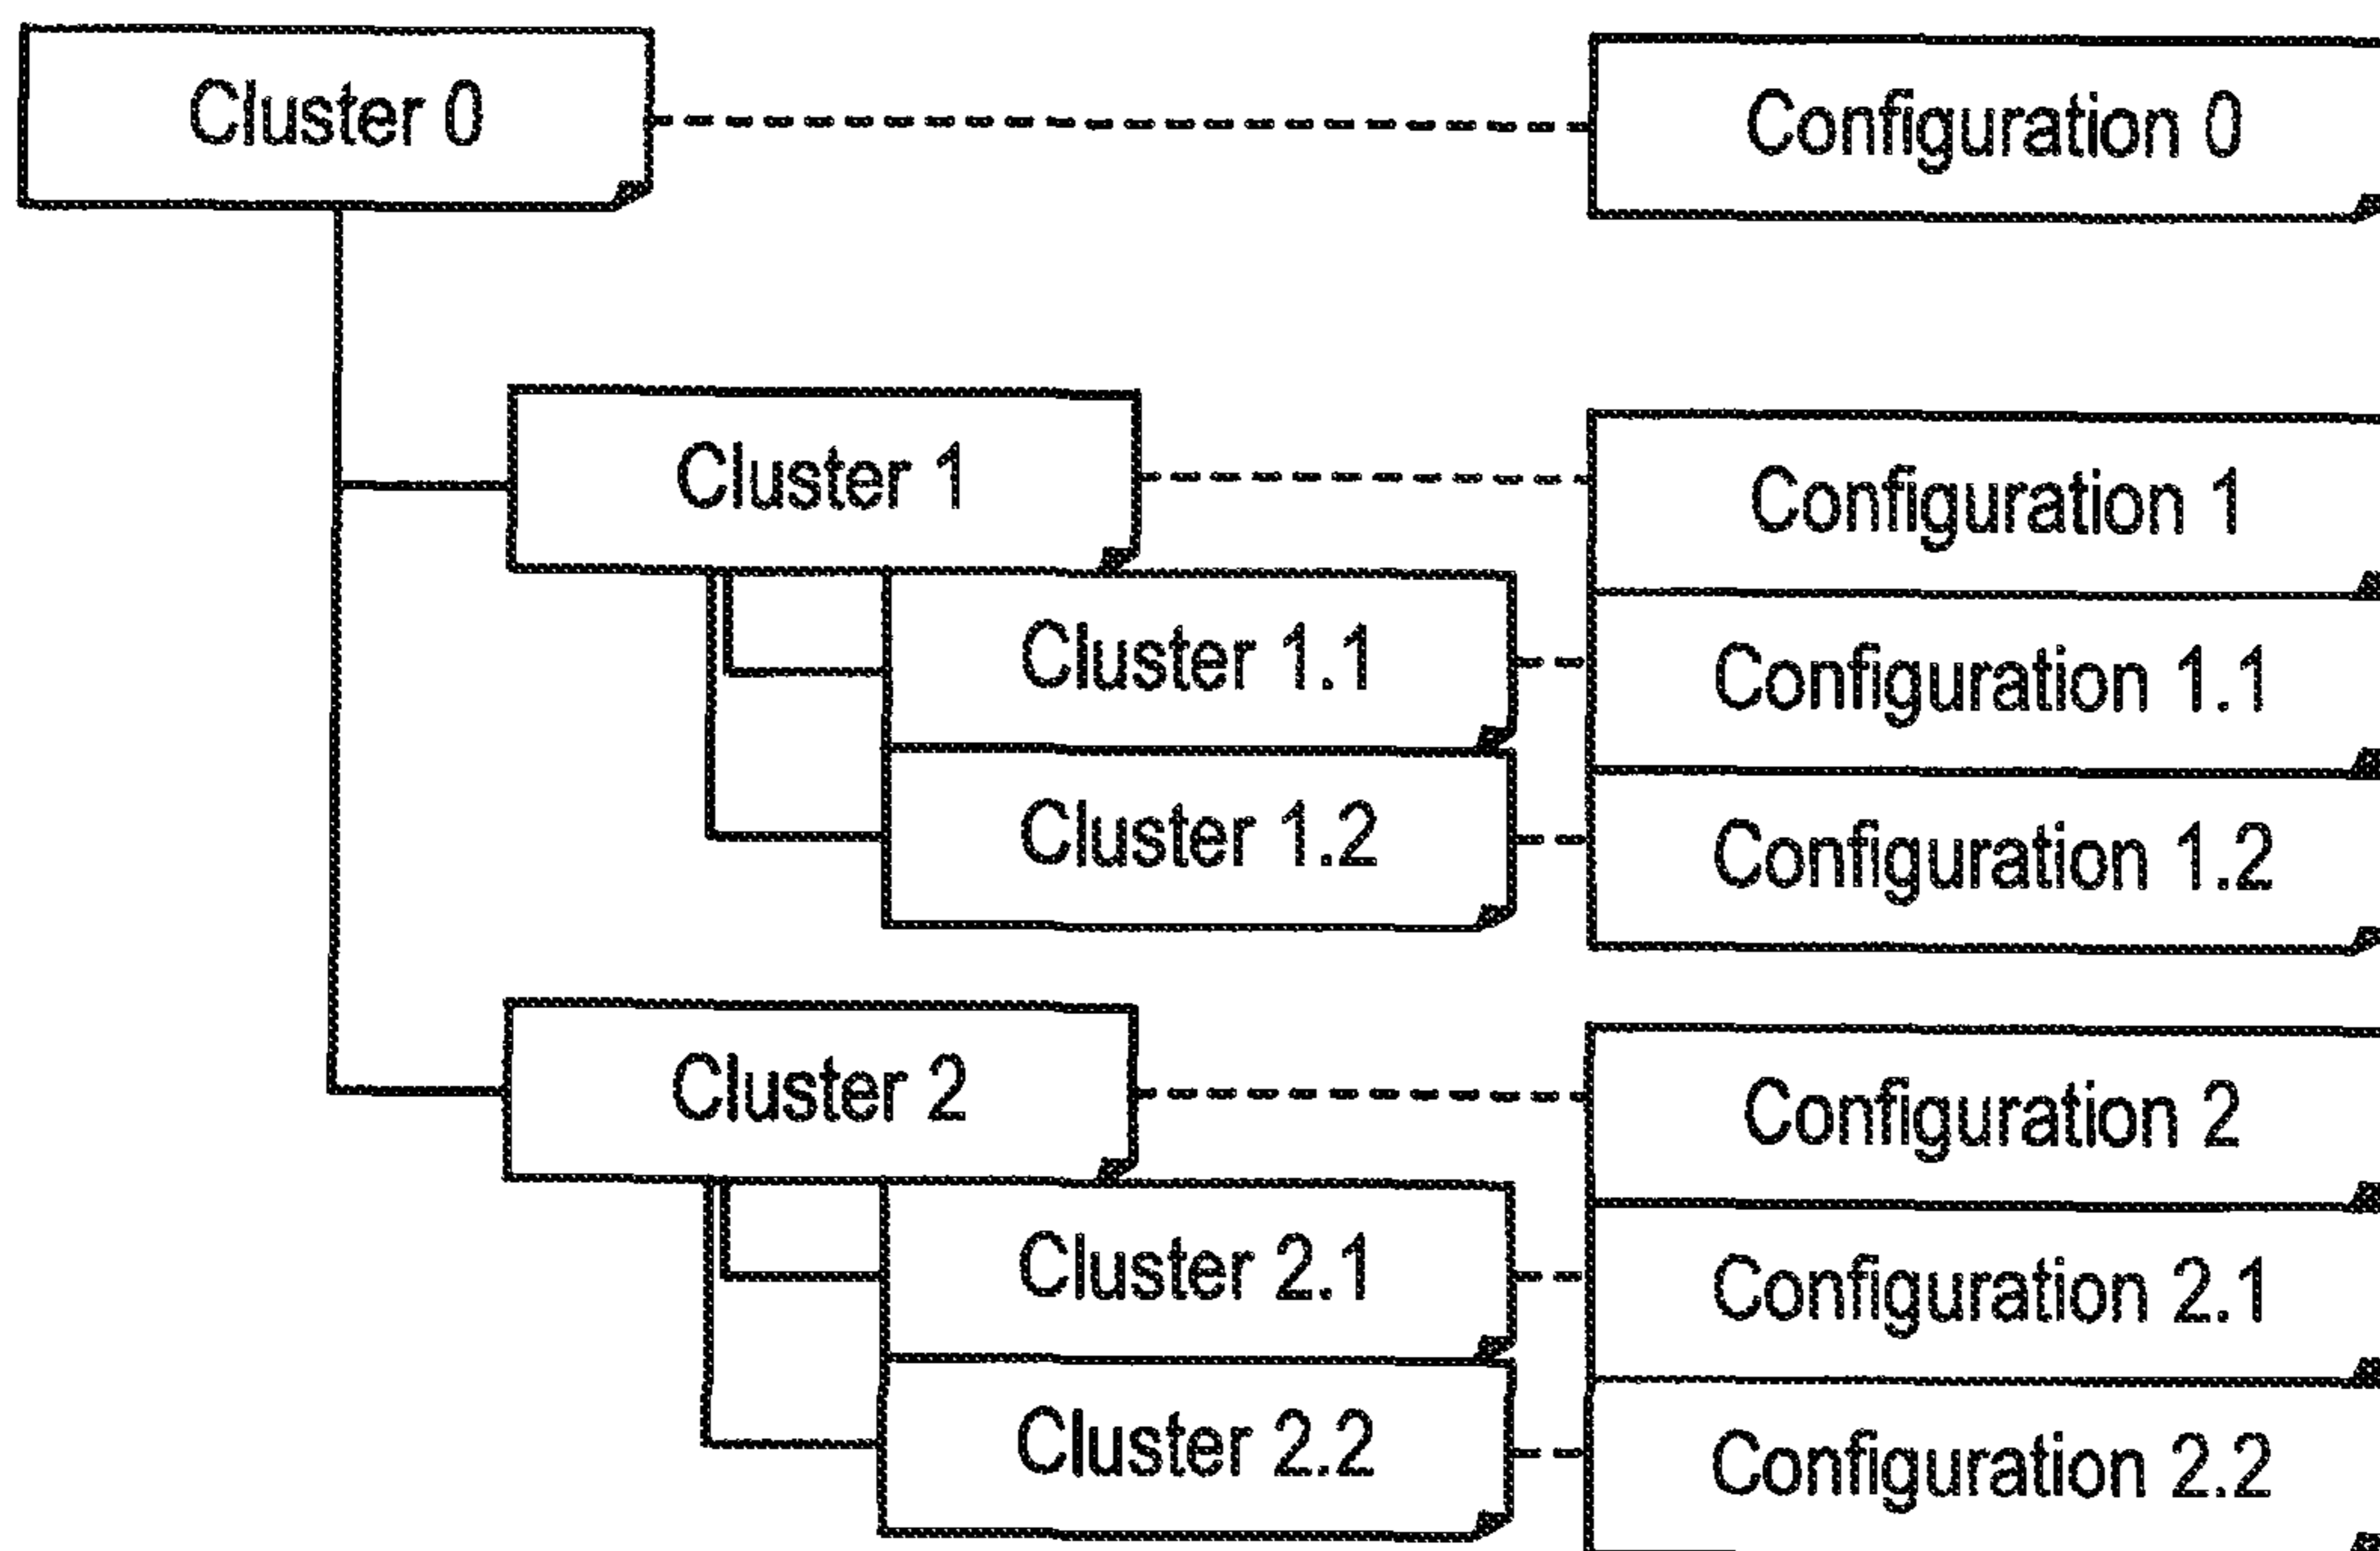 Cluster 0
Configuration 0
Cluster 1
Configuration 1
Cluster 1.1
Configuration 1.1
Cluster 1.2
Configuration 1.2
Cluster 2
Configuration 2
Cluster 2.1
Configuration 2.1
Cluster 2.2
Configuration 2.2